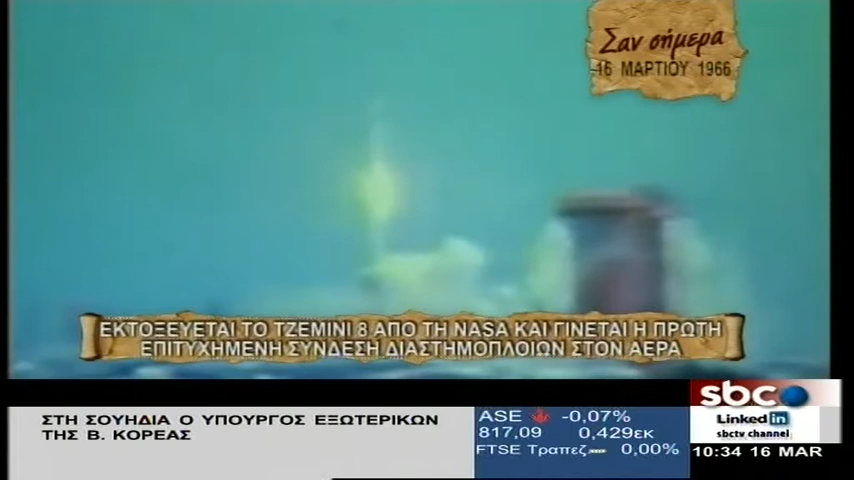 Σαν σήμερα
16 ΜΑΡΤΙΟΥ 1966
ΕΚΤΟΞΕΥΕΤΑΙ ΤΟ ΤΖΕΜΙΝΙ 8 ΑΠΟ ΤΗ NASA ΚΑΙ ΓΙΝΕΤΑΙ Η ΠΡΩΤΗ
ΕΠΙΤΥΧΗΜΕΝΗ ΣΥΝΔΕΣΗ ΔΙΑΣΤΗΜΟΠΛΟΙΩΝ ΣΤΟΝ ΑΕΡΑ
ΣΤΗ ΣΟΥΗΔΙΑ Ο ΥΠΟΥΡΓΟΣ ΕΞΩΤΕΡΙΚΩΝ
ΤΗΣ Β. ΚΟΡΕΑΣ
ASE -0,07%
817,09 0,429εκ
FTSE Τραπεζ 0,00%
sbc
Linked in
sbctv channel
10:34 16 MAR